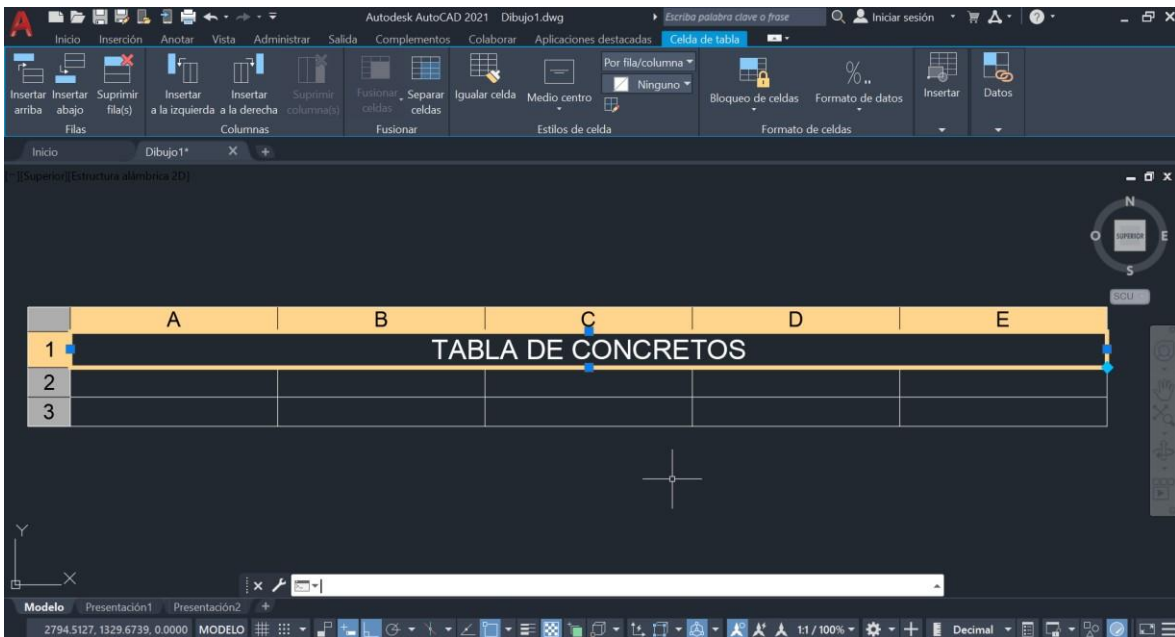 Autodesk AutoCAD 2021 Dibujo1.dwg Escriba palabra clave o frase Iniciar sesión
Inicio Inserción Anotar Vista Administrar Salida Complementos Colaborar Aplicaciones destacadas Celda de tabla
Insertar arriba
Insertar abajo
Suprimir fila(s)
Insertar a la izquierda
Insertar a la derecha
Suprimir columna(s)
Fusionar celdas
Separar celdas
Igualar celda
Medio centro
Por fila/columna
Ninguno
Bloqueo de celdas
Formato de datos
Insertar
Datos
Filas Columnas Fusionar Estilos de celda Formato de celdas
Inicio Dibujo1* X +
[-][Superior][Estructura alámbrica 2D]
N
O SUPERIOR E
S
SCU
A B C D E
1 TABLA DE CONCRETOS
2
3
Y
X
Modelo Presentación1 Presentación2 +
2794.5127, 1329.6739, 0.0000 MODELO 1:1 / 100% Decimal